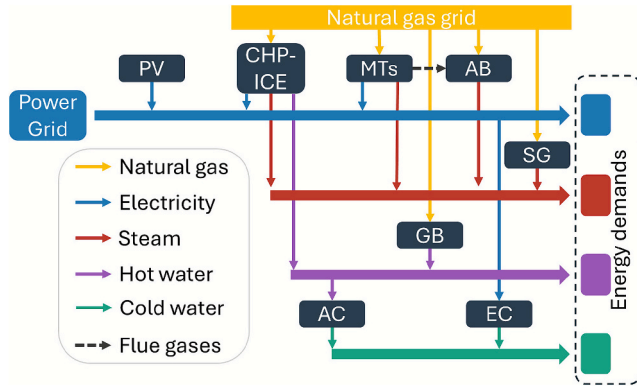 Natural gas grid
PV
CHP-
ICE
MTs
AB
Power
Grid
SG
Natural gas
Electricity
Steam
Hot water
Cold water
Flue gases
GB
AC
EC
Energy demands